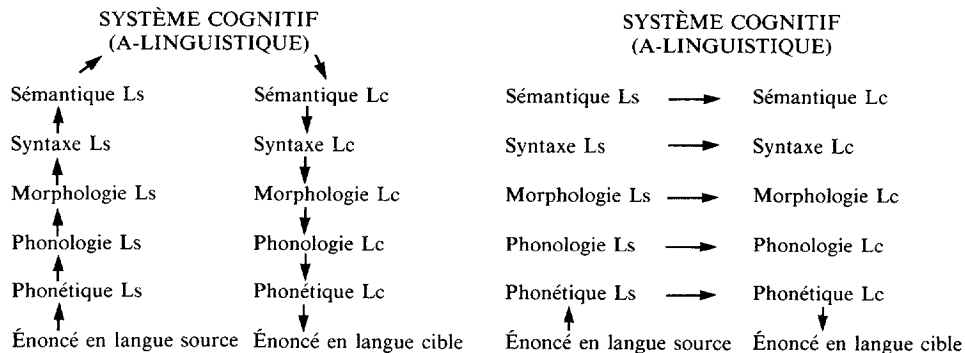 SYSTÈME COGNITIF
(A-LINGUISTIQUE)
Sémantique Ls
Sémantique Lc
Syntaxe Ls
Syntaxe Lc
Morphologie Ls
Morphologie Lc
Phonologie Ls
Phonologie Lc
Phonétique Ls
Phonétique Lc
Énoncé en langue source
Énoncé en langue cible
SYSTÈME COGNITIF
(A-LINGUISTIQUE)
Sémantique Ls
Sémantique Lc
Syntaxe Ls
Syntaxe Lc
Morphologie Ls
Morphologie Lc
Phonologie Ls
Phonologie Lc
Phonétique Ls
Phonétique Lc
Énoncé en langue source
Énoncé en langue cible